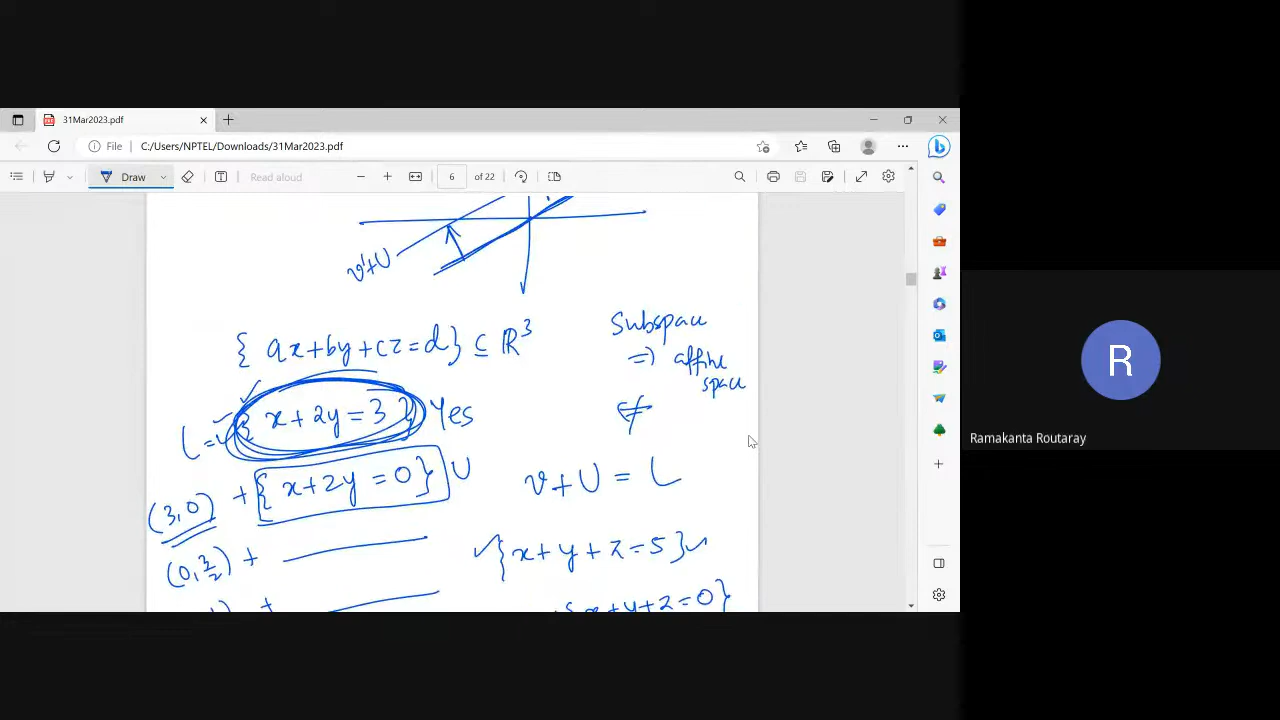 31Mar2023.pdf
File C:/Users/NPTEL/Downloads/31Mar2023.pdf
Draw Read aloud 6 of 22
v'+U
{ ax+by+cz=d} ⊆ ℝ³
Subspace
⇒ affine
space
L = { x + 2y = 3 } Yes
⇍
(3,0) + { x + 2y = 0 } U
v + U = L
(0, 3/2) +
{x + y + z = 5}
x+y+z=0}
R
Ramakanta Routaray